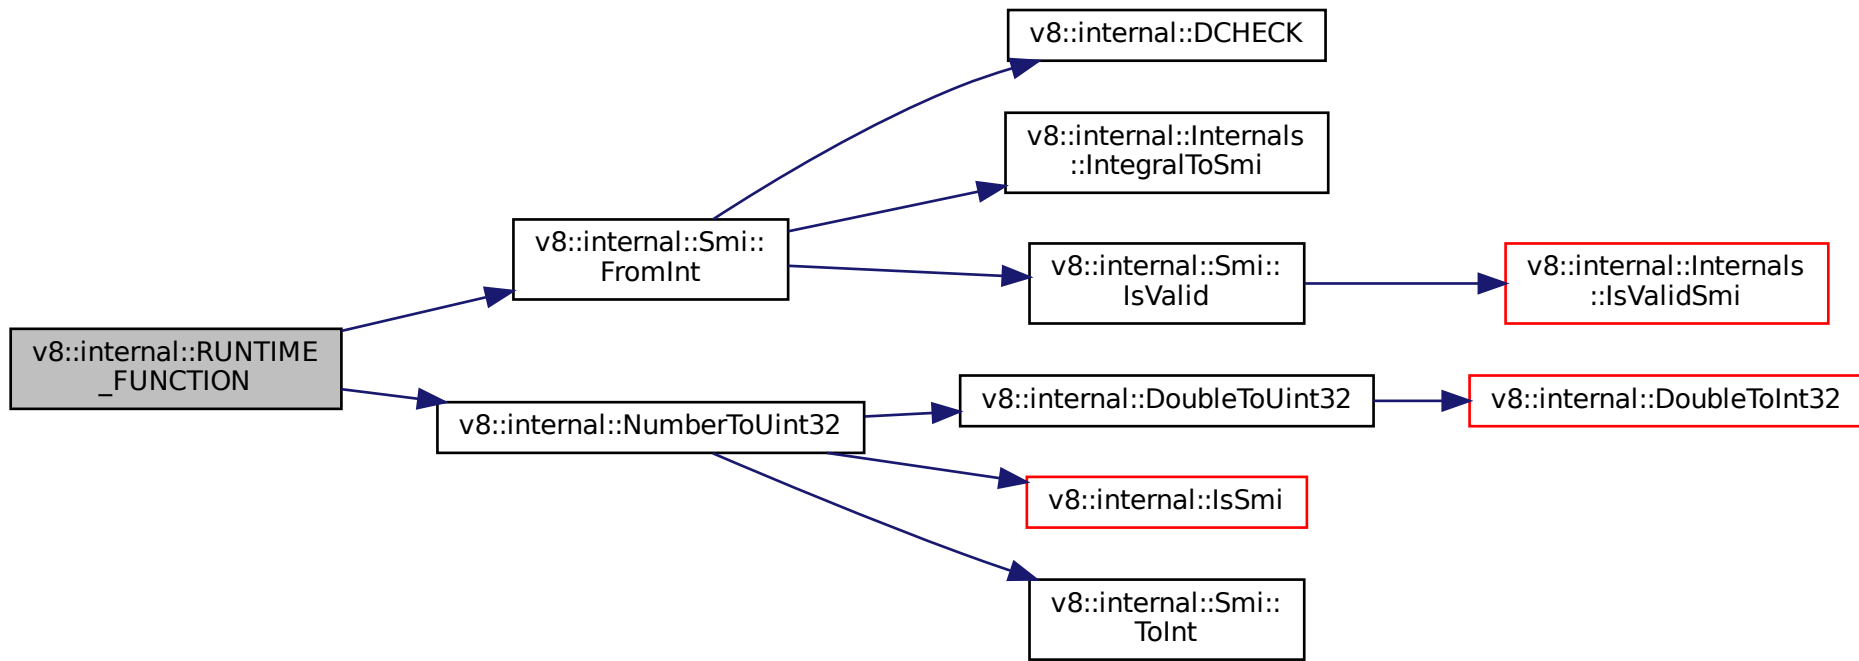 v8::internal::DCHECK
v8::internal::Internals
::IntegralToSmi
v8::internal::Smi::
FromInt
v8::internal::Smi::
IsValid
v8::internal::Internals
::IsValidSmi
v8::internal::RUNTIME
_FUNCTION
v8::internal::NumberToUint32
v8::internal::DoubleToUint32
v8::internal::DoubleToInt32
v8::internal::IsSmi
v8::internal::Smi::
ToInt